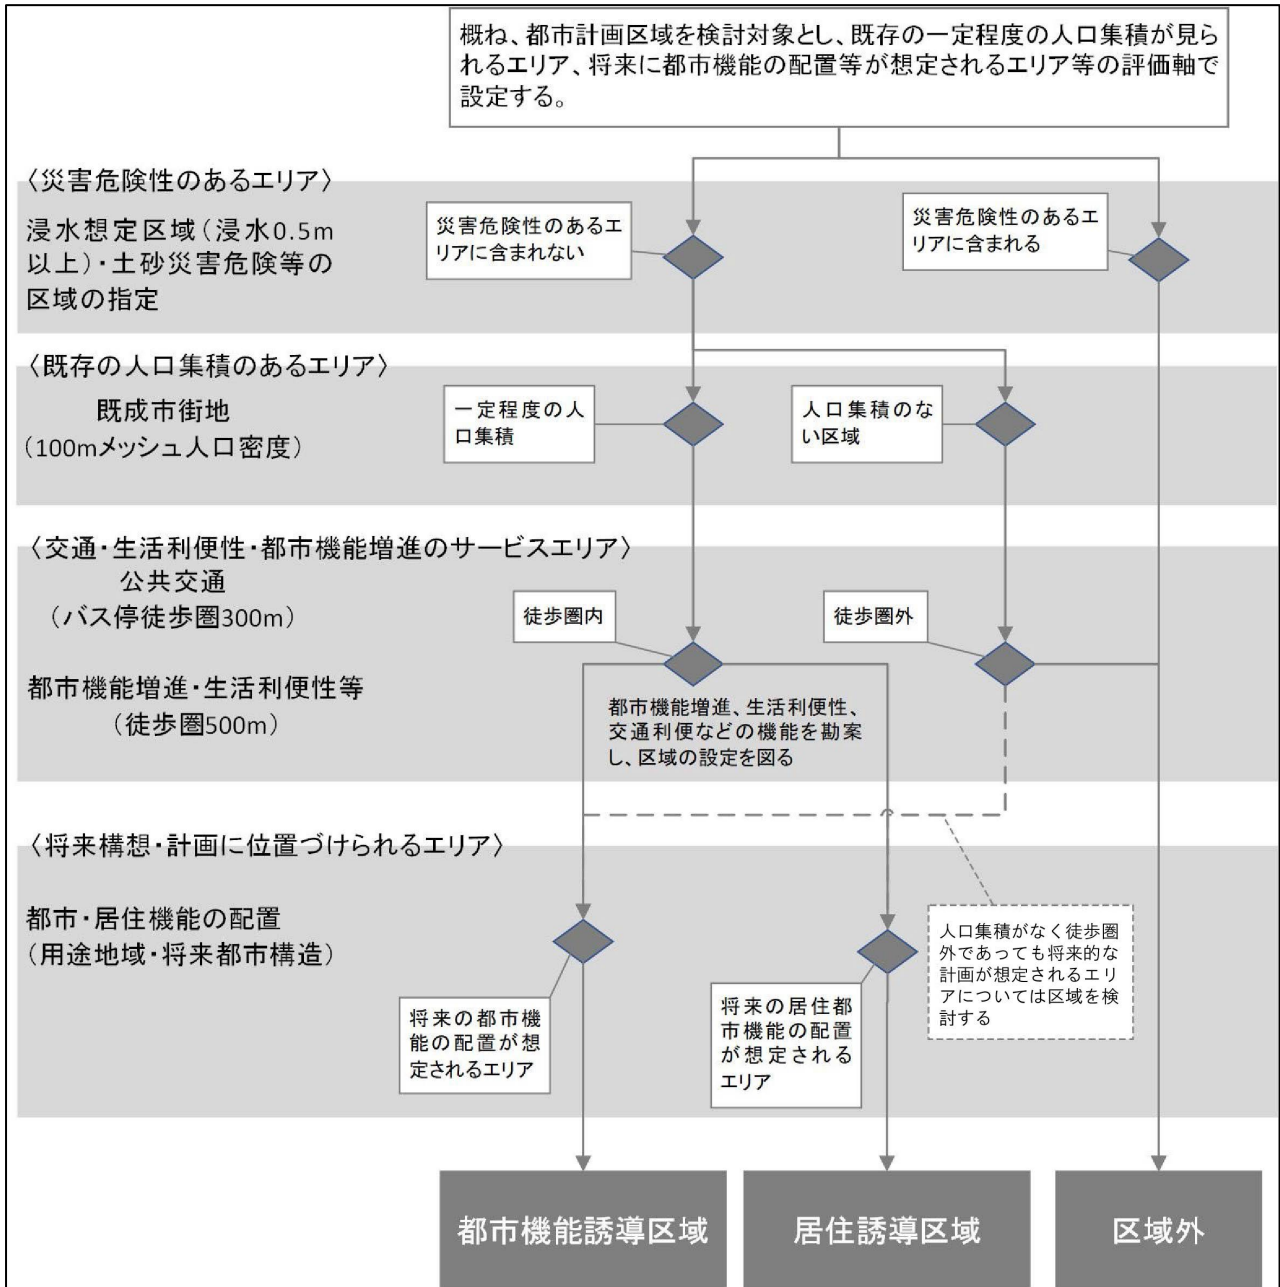 概ね、都市計画区域を検討対象とし、既存の一定程度の人口集積が見ら
れるエリア、将来に都市機能の配置等が想定されるエリア等の評価軸で
設定する。
〈災害危険性のあるエリア〉
浸水想定区域（浸水0.5m
以上）・土砂災害危険等の
区域の指定
災害危険性のあるエ
リアに含まれない
災害危険性のあるエ
リアに含まれる
〈既存の人口集積のあるエリア〉
既成市街地
（100mメッシュ人口密度）
一定程度の人
口集積
人口集積のな
い区域
〈交通・生活利便性・都市機能増進のサービスエリア〉
公共交通
（バス停徒歩圏300m）
徒歩圏内
徒歩圏外
都市機能増進・生活利便性等
（徒歩圏500m）
都市機能増進、生活利便性、
交通利便などの機能を勘案
し、区域の設定を図る
〈将来構想・計画に位置づけられるエリア〉
都市・居住機能の配置
（用途地域・将来都市構造）
将来の都市機
能の配置が想
定されるエリア
将来の居住都
市機能の配置
が想定される
エリア
人口集積がなく徒歩圏
外であっても将来的な
計画が想定されるエリ
アについては区域を検
討する
都市機能誘導区域
居住誘導区域
区域外